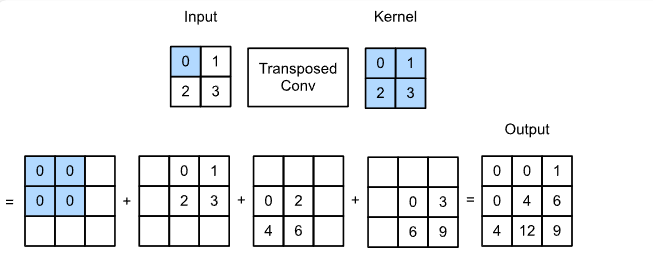 Input Kernel
0 1 Transposed Conv 0 1
2 3 2 3
Output
0 0 0 1 0 0 1
= 0 0 + 2 3 + 0 2 + 0 3 = 0 4 6
4 6 6 9 4 12 9